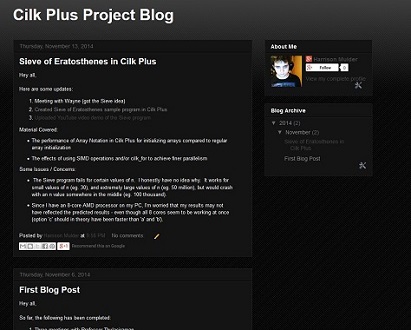 Cilk Plus Project Blog
Thursday, November 13, 2014
Sieve of Eratosthenes in Cilk Plus
Hey all,
Here are some updates:
1. Meeting with Wayne (got the Sieve idea)
2. Created Sieve of Eratosthenes sample program in Cilk Plus
3. Uploaded YouTube video demo of the Sieve program
Material Covered:
The performance of Array Notation in Cilk Plus for initializing arrays compared to regular
array initialization
The effects of using SIMD operations and/or cilk_for to achieve finer parallelism
Some Issues / Concerns:
The Sieve program fails for certain values of n. I honestly have no idea why. It works for
small values of n (eg. 30), and extremely large values of n (eg. 50 million), but would crash
with an n value somewhere in the middle (eg. 100 thousand).
Since I have an 8-core AMD processor on my PC, I'm worried that my results may not
have reflected the predicted results - even though all 8 cores seem to be working at once
(option 'c' should in theory have been faster than 'a' and 'b').
Posted by Harrison Mulder at No comments:
Recommend this on Google
Thursday, November 6, 2014
First Blog Post
Hey all,
So far, the following has been completed:
About Me
Harrison Mulder
Follow
View my complete profile
Blog Archive
▼ 2014 (2)
▼ November (2)
Sieve of Eratosthenes in
Cilk Plus
First Blog Post